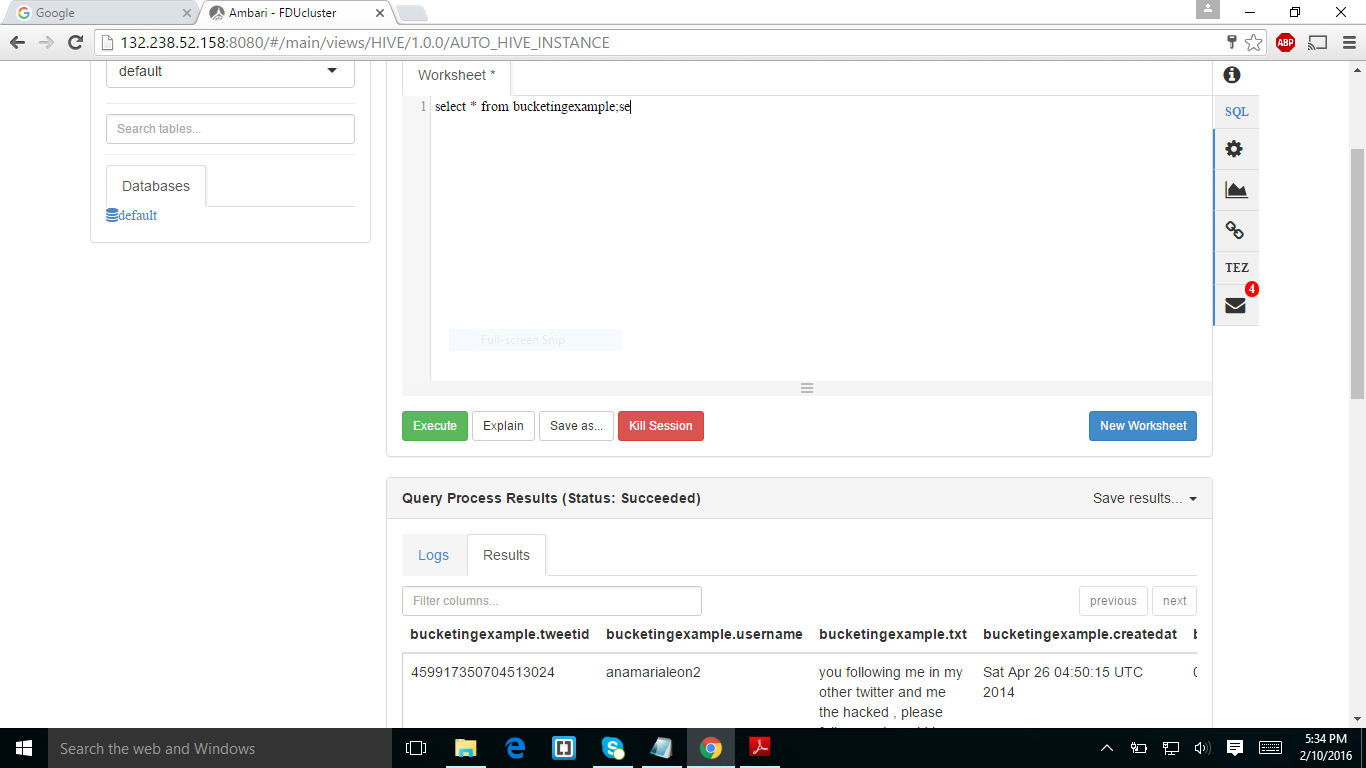 Google
Ambari - FDUcluster
132.238.52.158:8080/#/main/views/HIVE/1.0.0/AUTO_HIVE_INSTANCE
ABP
default
Worksheet *
1
select * from bucketingexample;se
SQL
Search tables...
Databases
default
TEZ
4
Full-screen Snip
Execute
Explain
Save as...
Kill Session
New Worksheet
Query Process Results (Status: Succeeded)
Save results...
Logs
Results
Filter columns...
previous
next
bucketingexample.tweetid
bucketingexample.username
bucketingexample.txt
bucketingexample.createdat
459917350704513024
anamarialeon2
you following me in my
other twitter and me
the hacked , please
Sat Apr 26 04:50:15 UTC
2014
Search the web and Windows
5:34 PM
2/10/2016